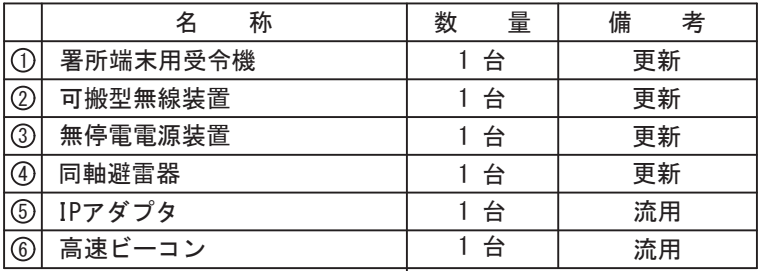 名 称 数 量 備 考
① 署所端末用受令機 1 台 更新
② 可搬型無線装置 1 台 更新
③ 無停電電源装置 1 台 更新
④ 同軸避雷器 1 台 更新
⑤ IPアダプタ 1 台 流用
⑥ 高速ビーコン 1 台 流用